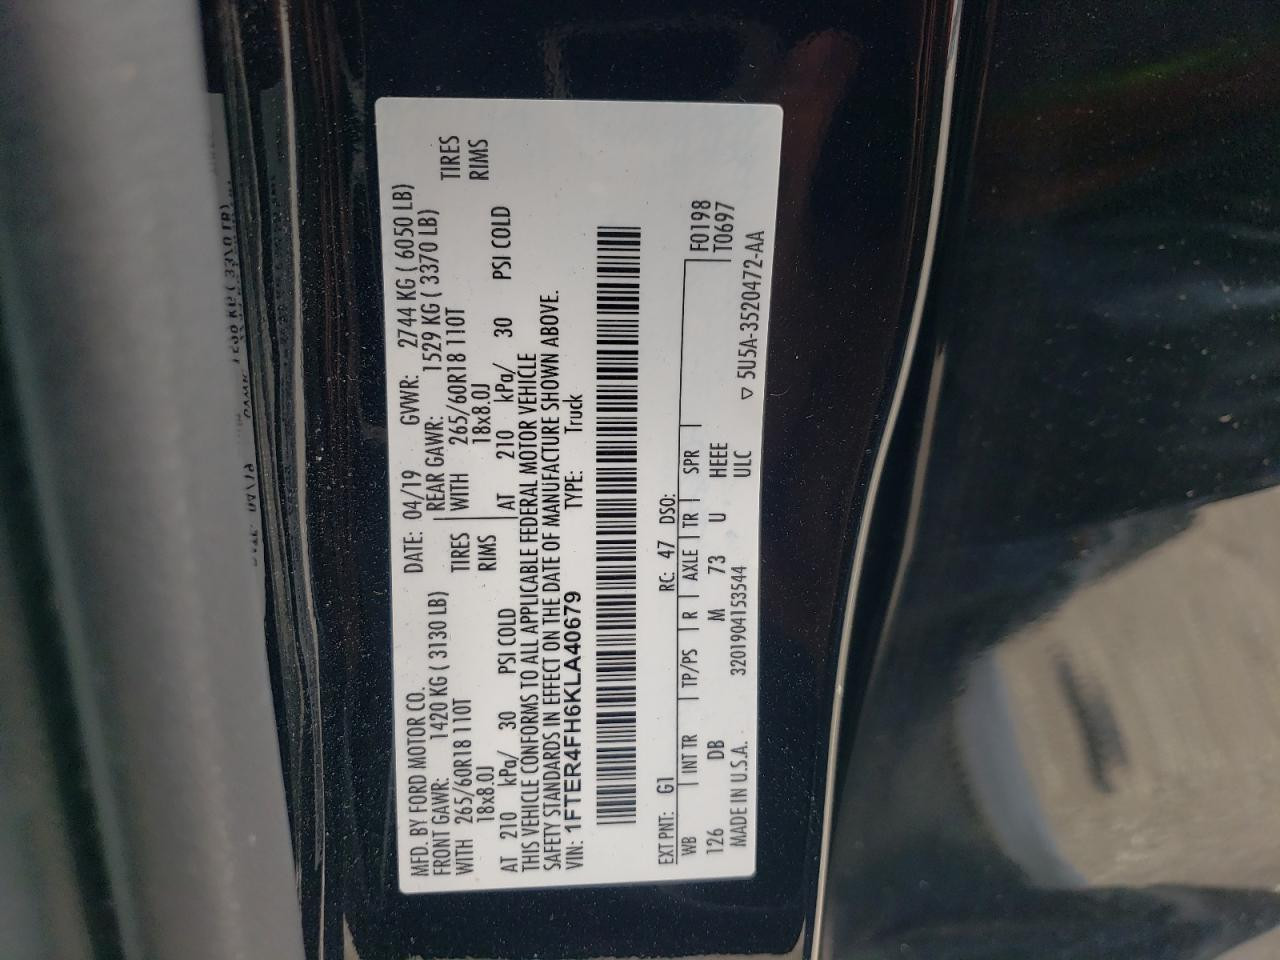 MFD. BY FORD MOTOR CO. DATE: 04/19 GVWR: 2744 KG ( 6050 LB)
FRONT GAWR: 1420 KG ( 3130 LB) REAR GAWR: 1529 KG ( 3370 LB)
WITH 265/60R18 110T TIRES WITH 265/60R18 110T TIRES
18x8.0J RIMS 18x8.0J RIMS
AT 210 kPa/ 30 PSI COLD AT 210 kPa/ 30 PSI COLD
THIS VEHICLE CONFORMS TO ALL APPLICABLE FEDERAL MOTOR VEHICLE
SAFETY STANDARDS IN EFFECT ON THE DATE OF MANUFACTURE SHOWN ABOVE.
VIN: 1FTER4FH6KLA40679 TYPE: Truck
EXT PNT: G1 RC: 47 DSO:
WB INT TR TP/PS R AXLE TR SPR F0198
126 DB M 73 U HEEE T0697
MADE IN U.S.A. 3201904153544 ULC ▽ 5U5A-3520472-AA